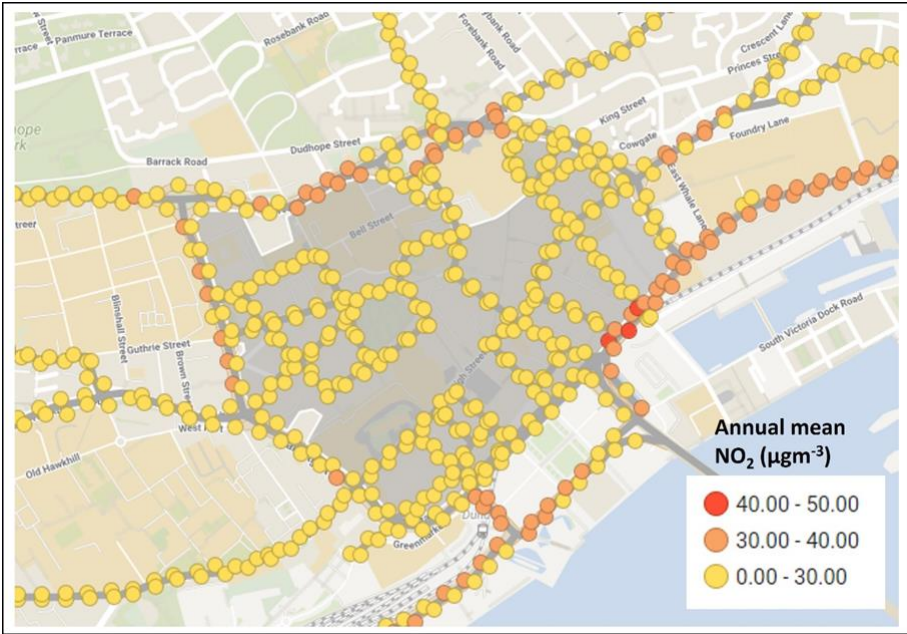 Panmure Terrace
Rosebank Road
Forebank Road
Crescent Lane
Princes Stre
King Street
Cowgate
Foundry Lane
Dudhope Street
Barrack Road
East Whale Lane
Bell Street
Blinshall Street
Guthrie Street
Brown Street
South Victoria Dock Road
West Port
Old Hawkhill
Greenmarket
Annual mean
NO₂ (µgm⁻³)
40.00 - 50.00
30.00 - 40.00
0.00 - 30.00